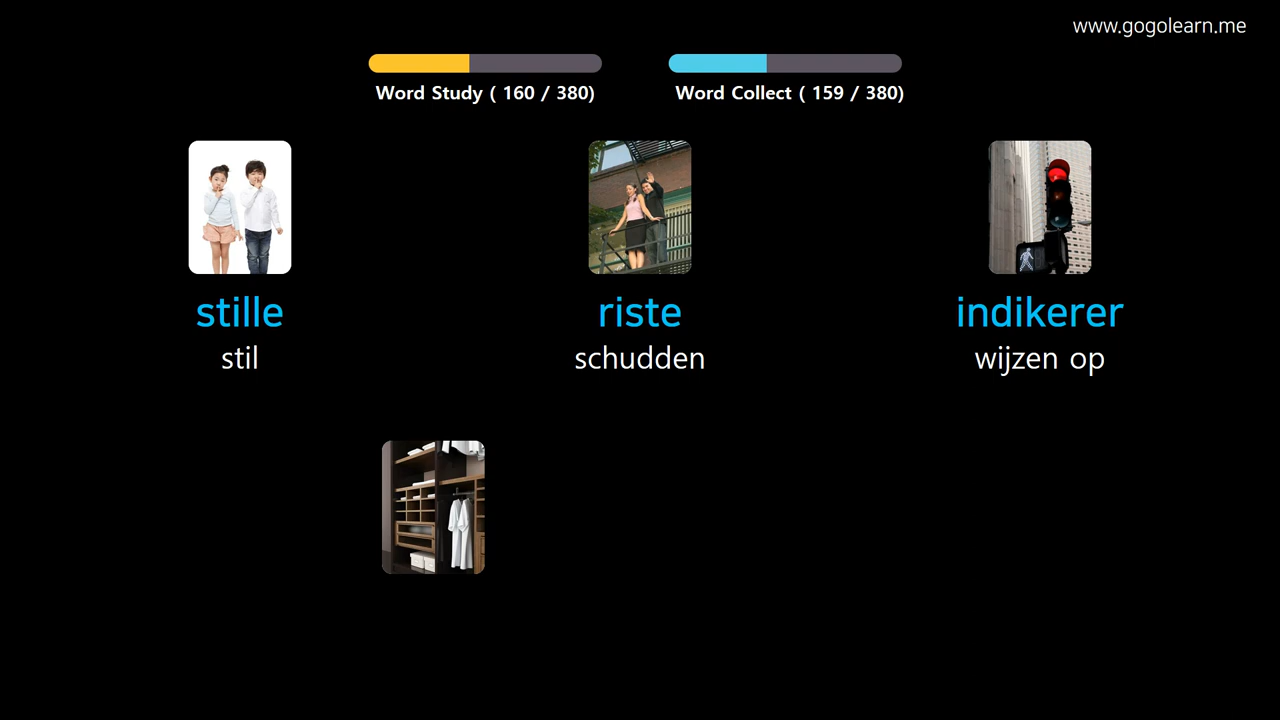 www.gogolearn.me
Word Study ( 160 / 380)
Word Collect ( 159 / 380)
stille
riste
indikerer
stil
schudden
wijzen op